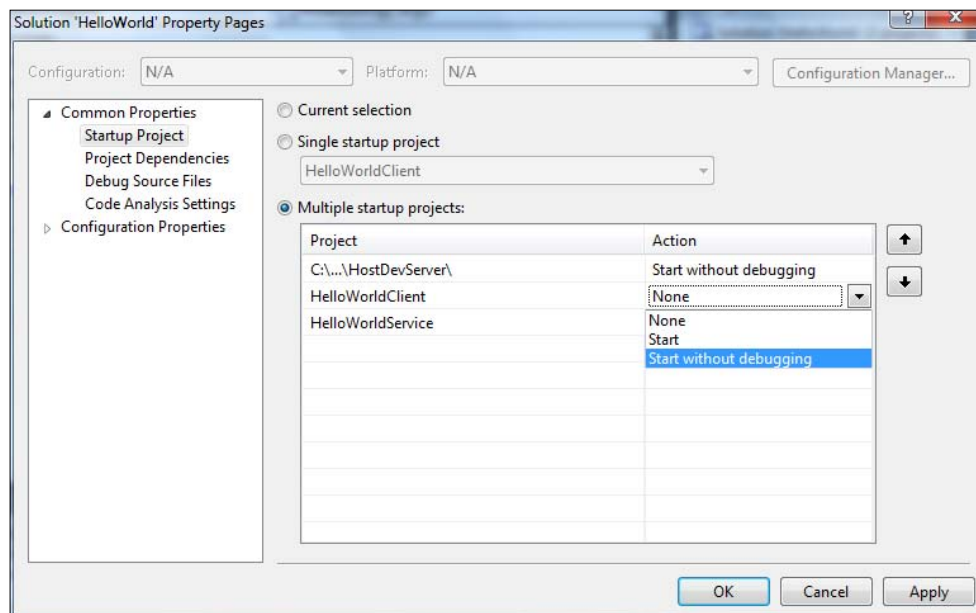 Solution 'HelloWorld' Property Pages
Configuration: N/A Platform: N/A Configuration Manager...
Common Properties
Startup Project
Project Dependencies
Debug Source Files
Code Analysis Settings
Configuration Properties
Current selection
Single startup project
HelloWorldClient
Multiple startup projects:
Project Action
C:\...\HostDevServer\ Start without debugging
HelloWorldClient None
HelloWorldService
None
Start
Start without debugging
OK Cancel Apply